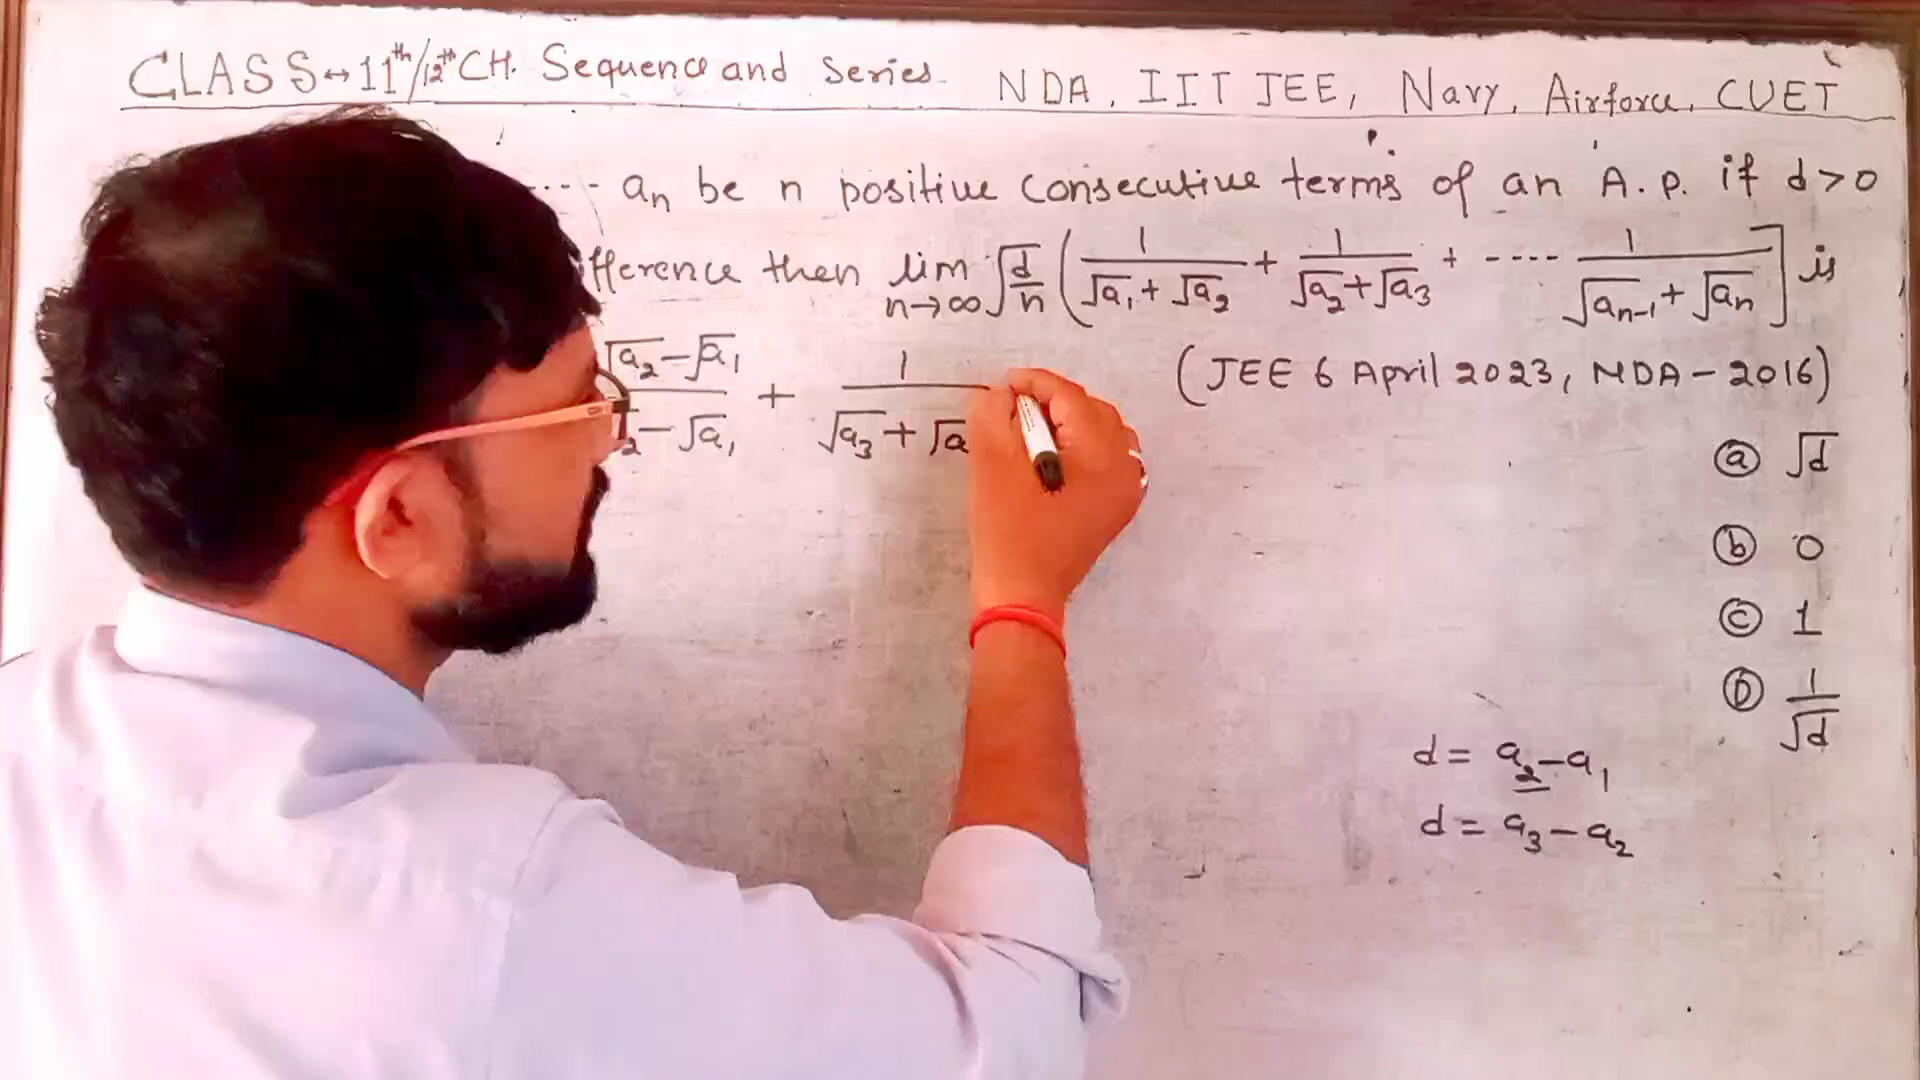 CLASS ↔ 11th/12th CH. Sequence and Series NDA, IIT JEE, Navy, Airforce, CUET
---- aₙ be n positive consecutive terms of an A.P. if d>0
fference then lim n→∞ √(d/n) (1/(√a₁+√a₂) + 1/(√a₂+√a₃) + ---- 1/(√aₙ₋₁+√aₙ)] is
(√a₂-√a₁)/(₂-√a₁) + 1/(√a₃+√a
(JEE 6 April 2023, NDA-2016)
ⓐ √d
ⓑ 0
ⓒ 1
Ⓓ 1/√d
d = a₂-a₁
d = a₃-a₂